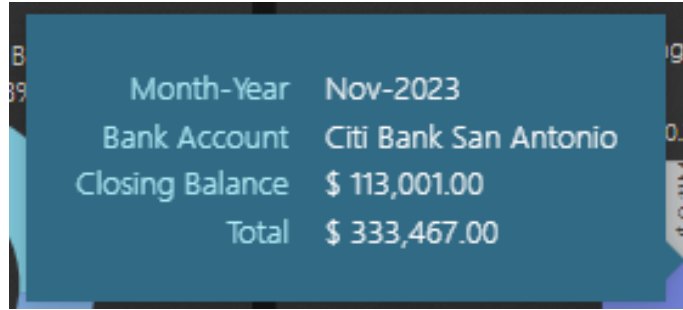 Month-Year Nov-2023
Bank Account Citi Bank San Antonio
Closing Balance $ 113,001.00
Total $ 333,467.00